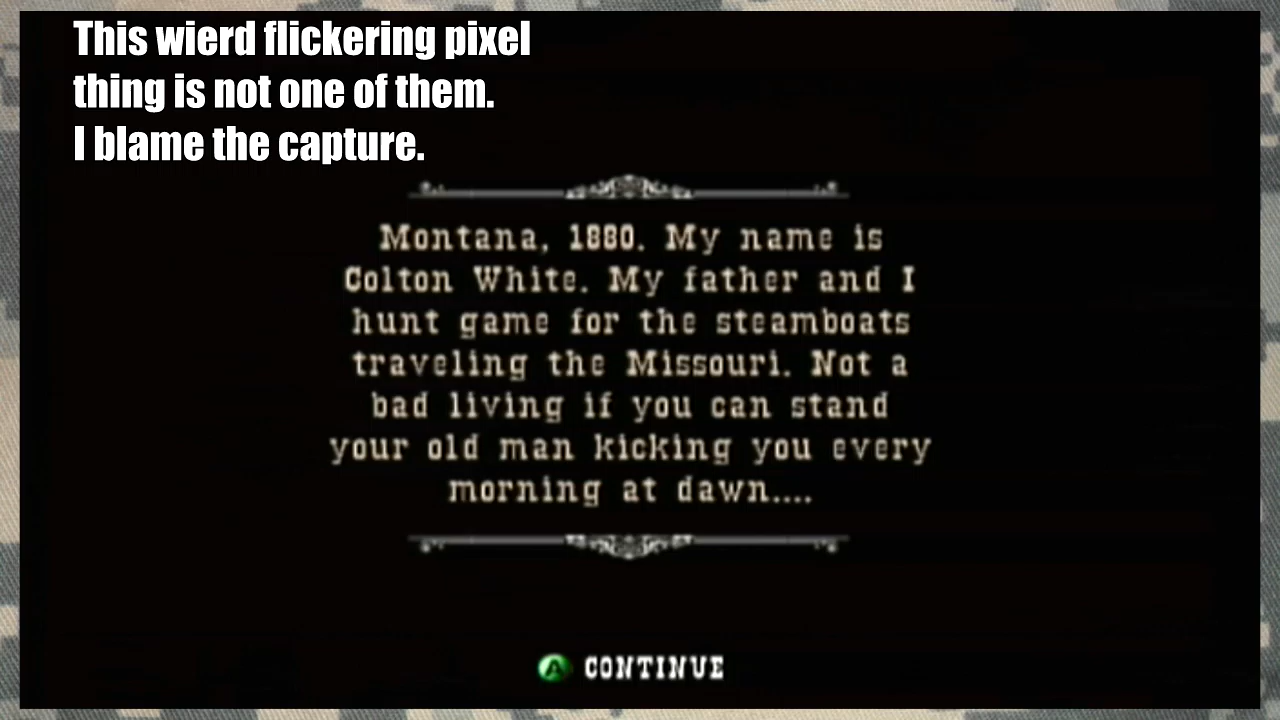 This wierd flickering pixel
thing is not one of them.
I blame the capture.
Montana, 1880. My name is
Colton White. My father and I
hunt game for the steamboats
traveling the Missouri. Not a
bad living if you can stand
your old man kicking you every
morning at dawn....
A CONTINUE